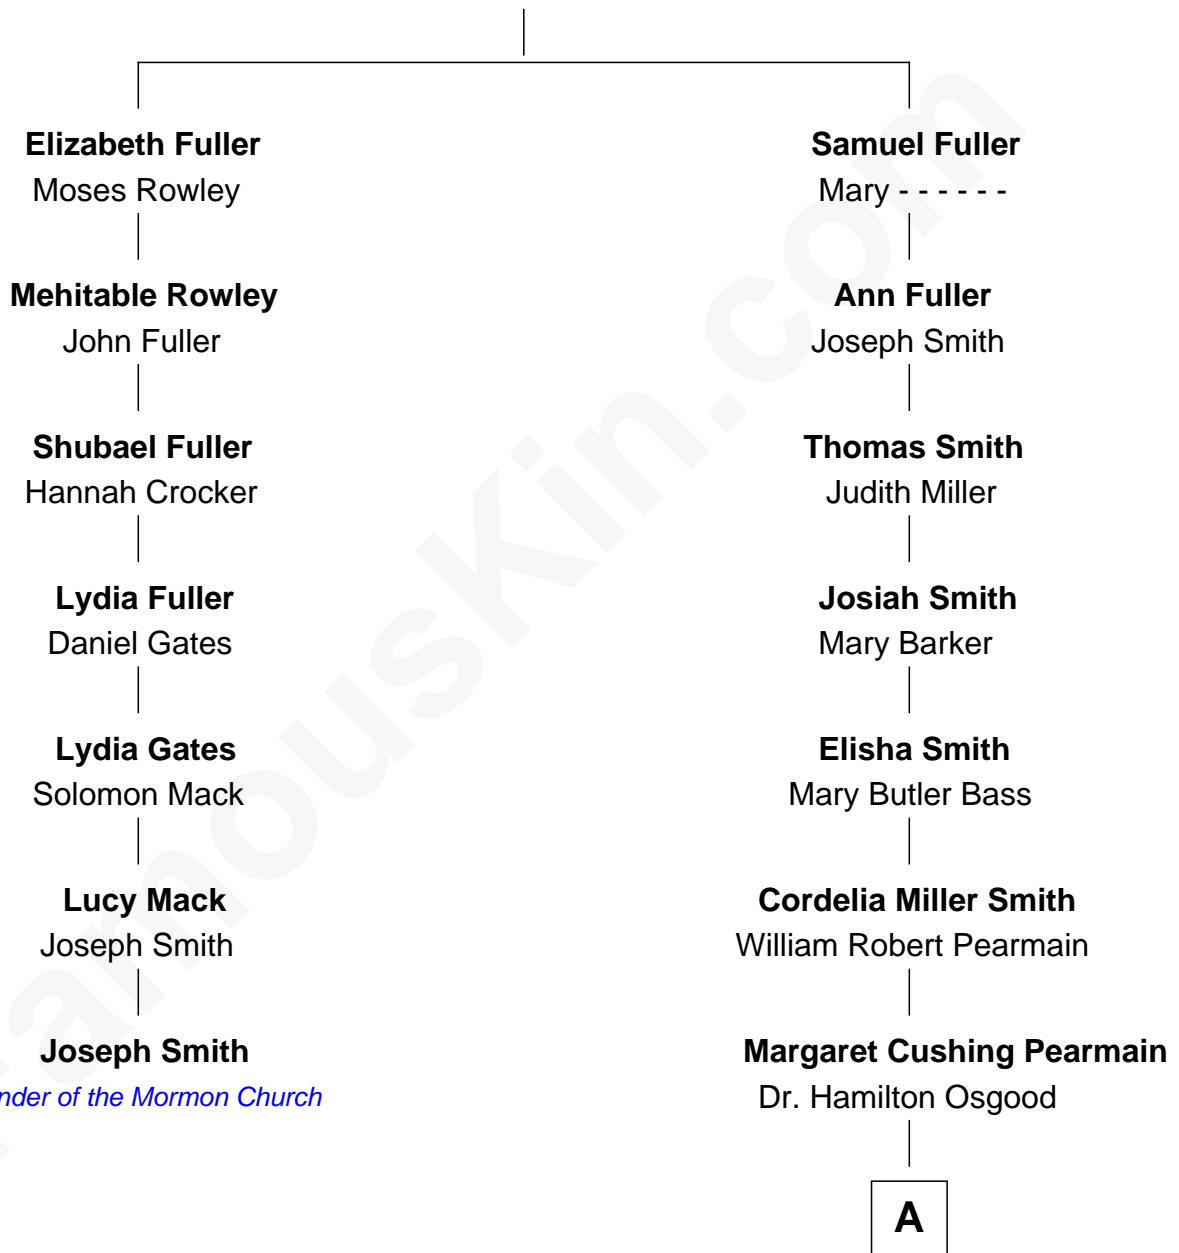 Elizabeth Fuller
Moses Rowley
Mehitable Rowley
John Fuller
Shubael Fuller
Hannah Crocker
Lydia Fuller
Daniel Gates
Lydia Gates
Solomon Mack
Lucy Mack
Joseph Smith
Joseph Smith
of the Mormon Church
Samuel Fuller
Mary - - - - - -
Ann Fuller
Joseph Smith
Thomas Smith
Judith Miller
Josiah Smith
Mary Barker
Elisha Smith
Mary Butler Bass
Cordelia Miller Smith
William Robert Pearmain
Margaret Cushing Pearmain
Dr. Hamilton Osgood
A
FamousKin.com